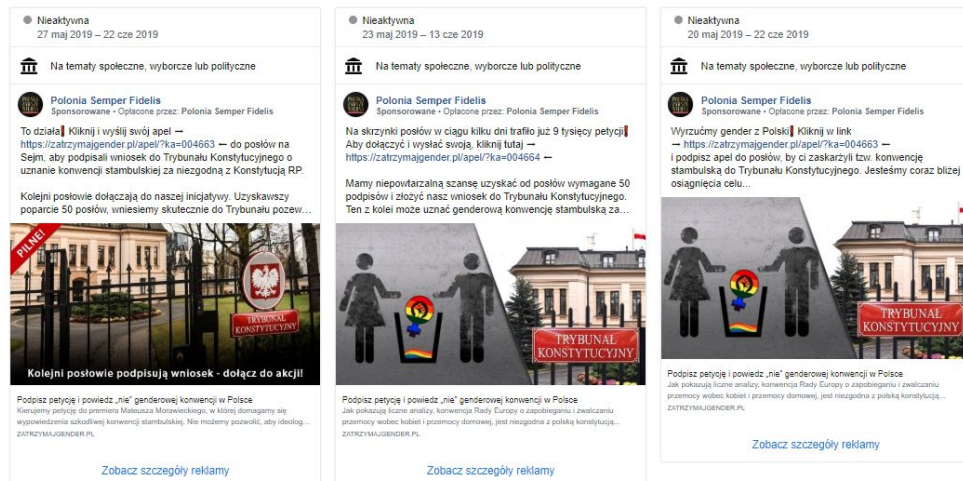 Nieaktywna
27 maj 2019 – 22 cze 2019
Na tematy społeczne, wyborcze lub polityczne
Polonia Semper Fidelis
Sponsorowane • Opłacone przez: Polonia Semper Fidelis
To działa❗ Kliknij i wyślij swój apel →
https://zatrzymajgender.pl/apel/?ka=004663 ← do posłów na
Sejm, aby podpisali wniosek do Trybunału Konstytucyjnego o
uznanie konwencji stambulskiej za niezgodną z Konstytucją RP.
Kolejni posłowie dołączają do naszej inicjatywy. Uzyskawszy
poparcie 50 posłów, wniesiemy skutecznie do Trybunału pozew…
PILNE!
TRYBUNAŁ
KONSTYTUCYJNY
Kolejni posłowie podpisują wniosek - dołącz do akcji!
Podpisz petycję i powiedz „nie” genderowej konwencji w Polsce
Kierujemy petycję do premiera Mateusza Morawieckiego, w której domagamy się
wypowiedzenia szkodliwej konwencji stambulskiej. Nie możemy pozwolić, aby ideolog…
ZATRZYMAJGENDER.PL
Zobacz szczegóły reklamy
Nieaktywna
23 maj 2019 – 13 cze 2019
Na tematy społeczne, wyborcze lub polityczne
Polonia Semper Fidelis
Sponsorowane • Opłacone przez: Polonia Semper Fidelis
Na skrzynki posłów w ciągu kilku dni trafiło już 9 tysięcy petycji❗
Aby dołączyć i wysłać swoją, kliknij tutaj →
https://zatrzymajgender.pl/apel/?ka=004664 ←
Mamy niepowtarzalną szansę uzyskać od posłów wymagane 50
podpisów i złożyć nasz wniosek do Trybunału Konstytucyjnego.
Ten z kolei może uznać genderową konwencję stambulską za…
TRYBUNAŁ
KONSTYTUCYJNY
Podpisz petycję i powiedz „nie” genderowej konwencji w Polsce
Jak pokazują liczne analizy, konwencja Rady Europy o zapobieganiu i zwalczaniu
przemocy wobec kobiet i przemocy domowej, jest niezgodna z polską konstytucją…
ZATRZYMAJGENDER.PL
Zobacz szczegóły reklamy
Nieaktywna
20 maj 2019 – 22 cze 2019
Na tematy społeczne, wyborcze lub polityczne
Polonia Semper Fidelis
Sponsorowane • Opłacone przez: Polonia Semper Fidelis
Wyrzućmy gender z Polski❗ Kliknij w link
→ https://zatrzymajgender.pl/apel/?ka=004663 ←
i podpisz apel do posłów, by ci zaskarżyli tzw. konwencję
stambulską do Trybunału Konstytucyjnego. Jesteśmy coraz bliżej
osiągnięcia celu...
TRYBUNAŁ
KONSTYTUCYJNY
Podpisz petycję i powiedz „nie” genderowej konwencji w Polsce
Jak pokazują liczne analizy, konwencja Rady Europy o zapobieganiu i zwalczaniu
przemocy wobec kobiet i przemocy domowej, jest niezgodna z polską konstytucją…
ZATRZYMAJGENDER.PL
Zobacz szczegóły reklamy